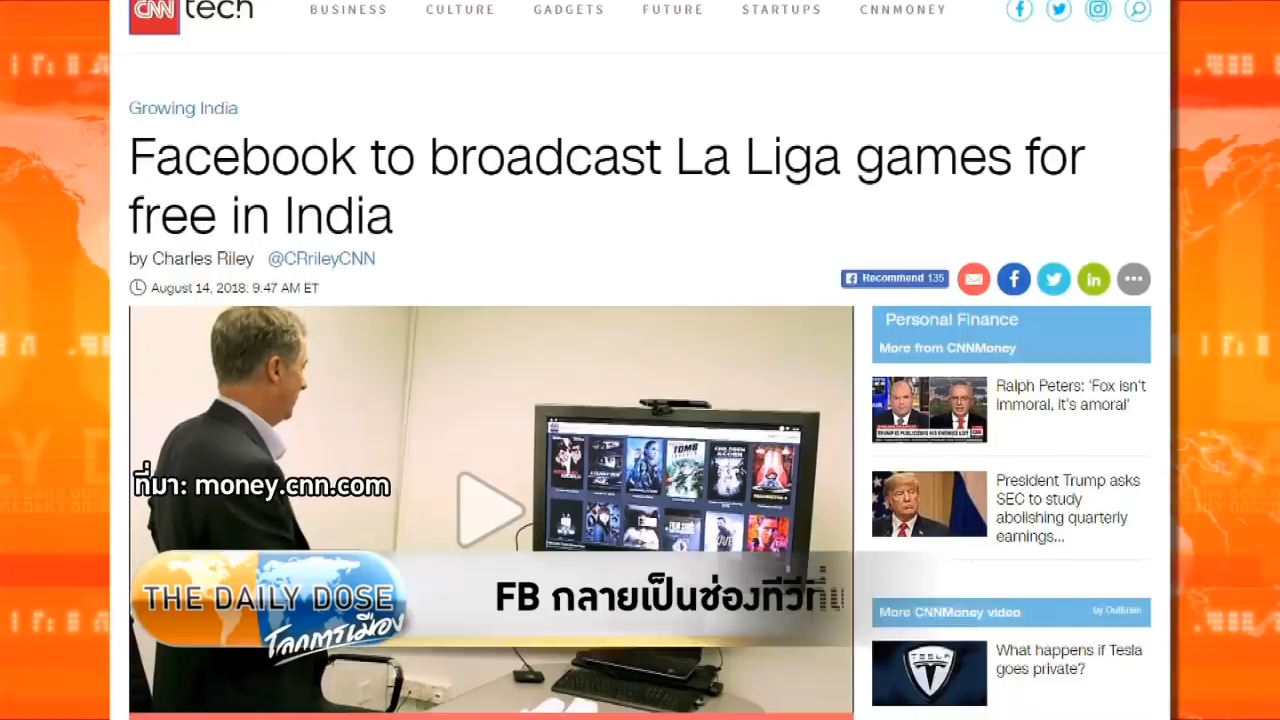 CNN tech
BUSINESS CULTURE GADGETS FUTURE STARTUPS CNNMONEY
Growing India
Facebook to broadcast La Liga games for
free in India
by Charles Riley @CRrileyCNN
August 14, 2018: 9:47 AM ET
Recommend 135
Personal Finance
More from CNNMoney
Ralph Peters: 'Fox isn't
immoral, it's amoral'
ที่มา: money.cnn.com
President Trump asks
SEC to study
abolishing quarterly
earnings...
THE DAILY DOSE
โลกการเมือง
FB กลายเป็นช่องทีวีที่
More CNNMoney video
by Outbrain
TESLA
What happens if Tesla
goes private?